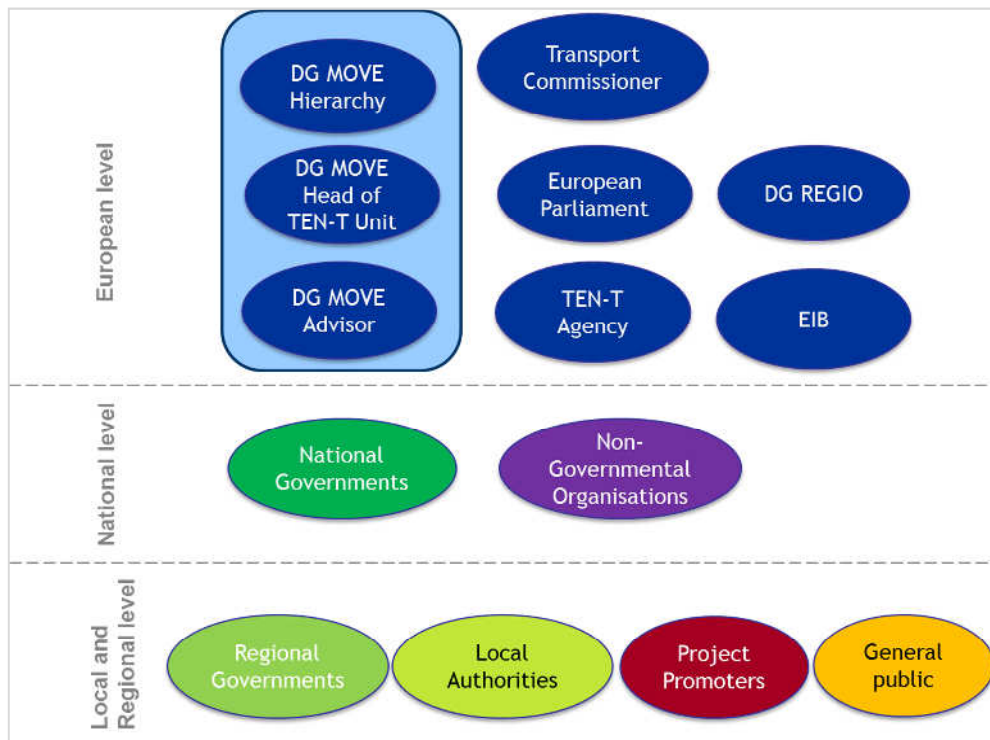 European level
DG MOVE
Hierarchy
Transport
Commissioner
DG MOVE
Head of
TEN-T Unit
European
Parliament
DG REGIO
DG MOVE
Advisor
TEN-T
Agency
EIB
National level
National
Governments
Non-
Governmental
Organisations
Local and
Regional level
Regional
Governments
Local
Authorities
Project
Promoters
General
public